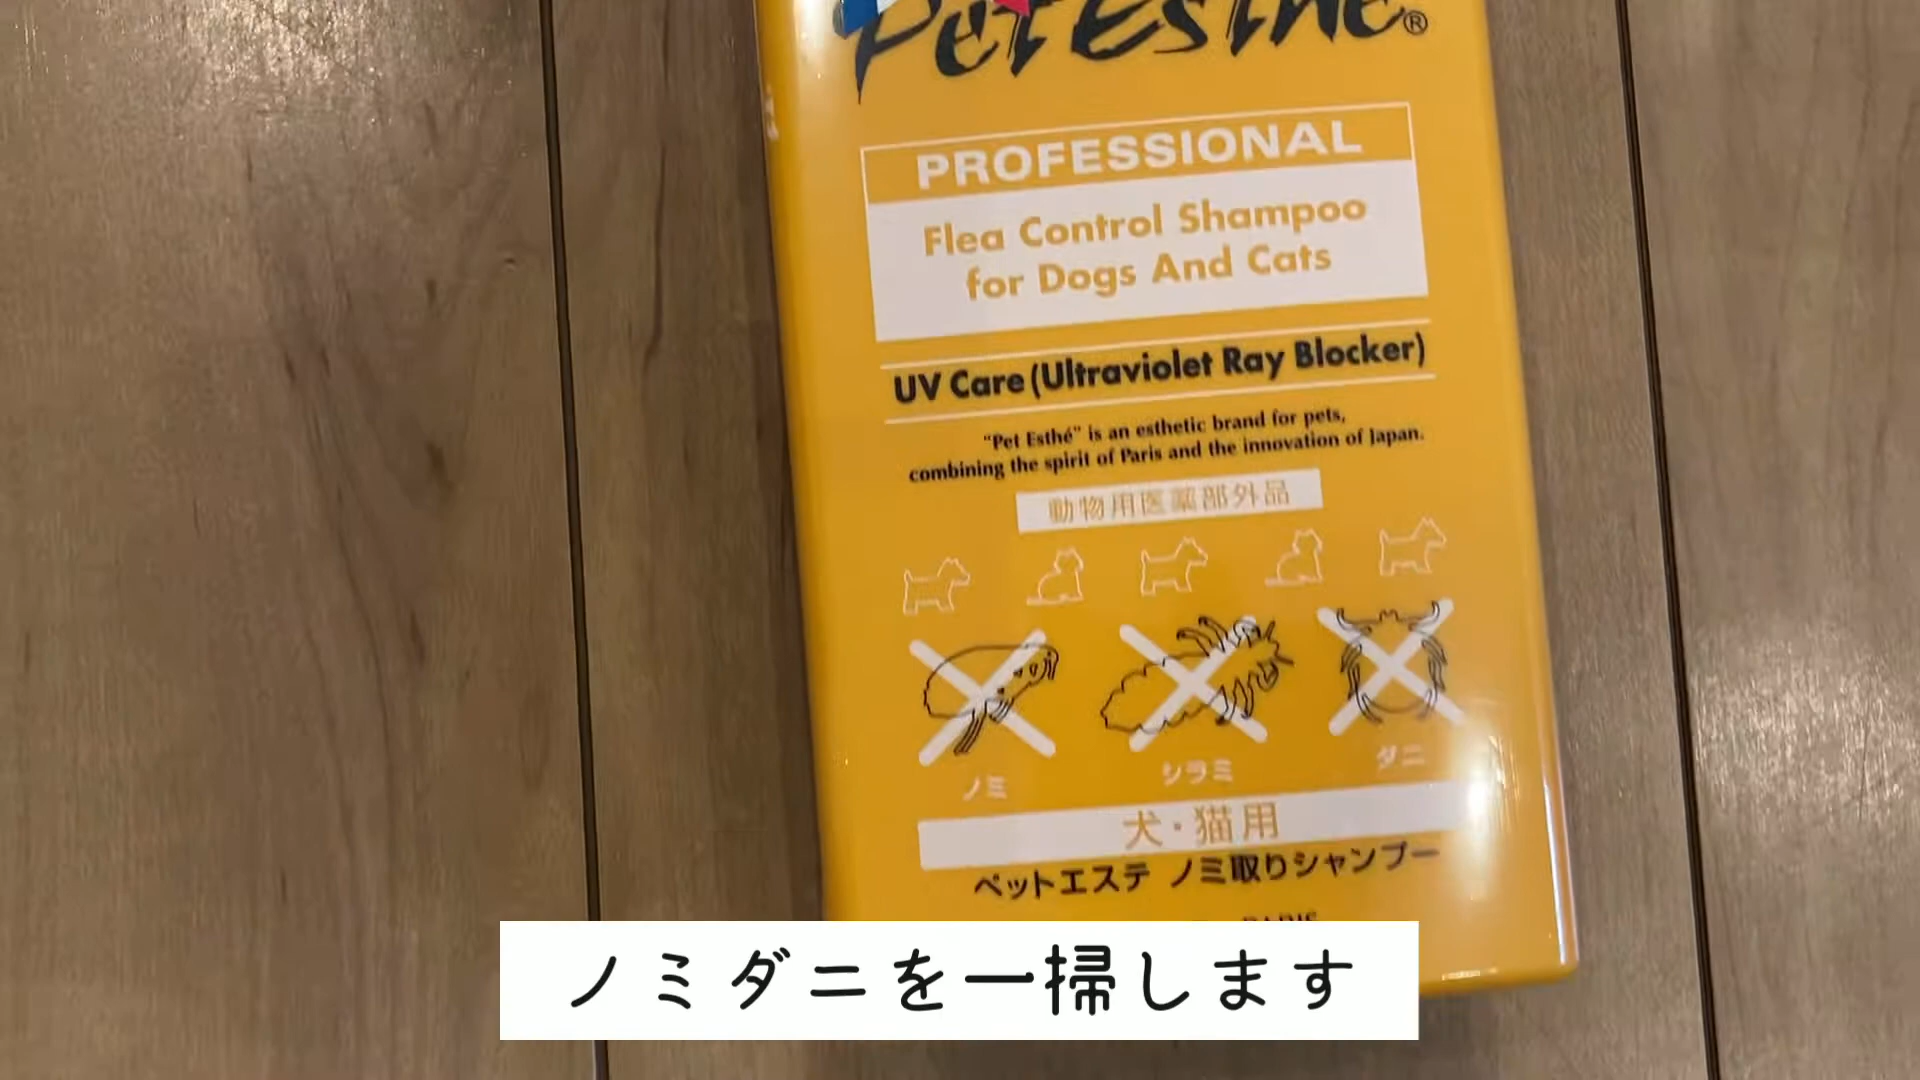 Pet Esthé®
PROFESSIONAL
Flea Control Shampoo
for Dogs And Cats
UV Care (Ultraviolet Ray Blocker)
"Pet Esthé" is an esthetic brand for pets,
combining the spirit of Paris and the innovation of Japan.
動物用医薬部外品
ノミ シラミ ダニ
犬・猫用
ペットエステ ノミ取りシャンプー
PARIS
ノミダニを一掃します